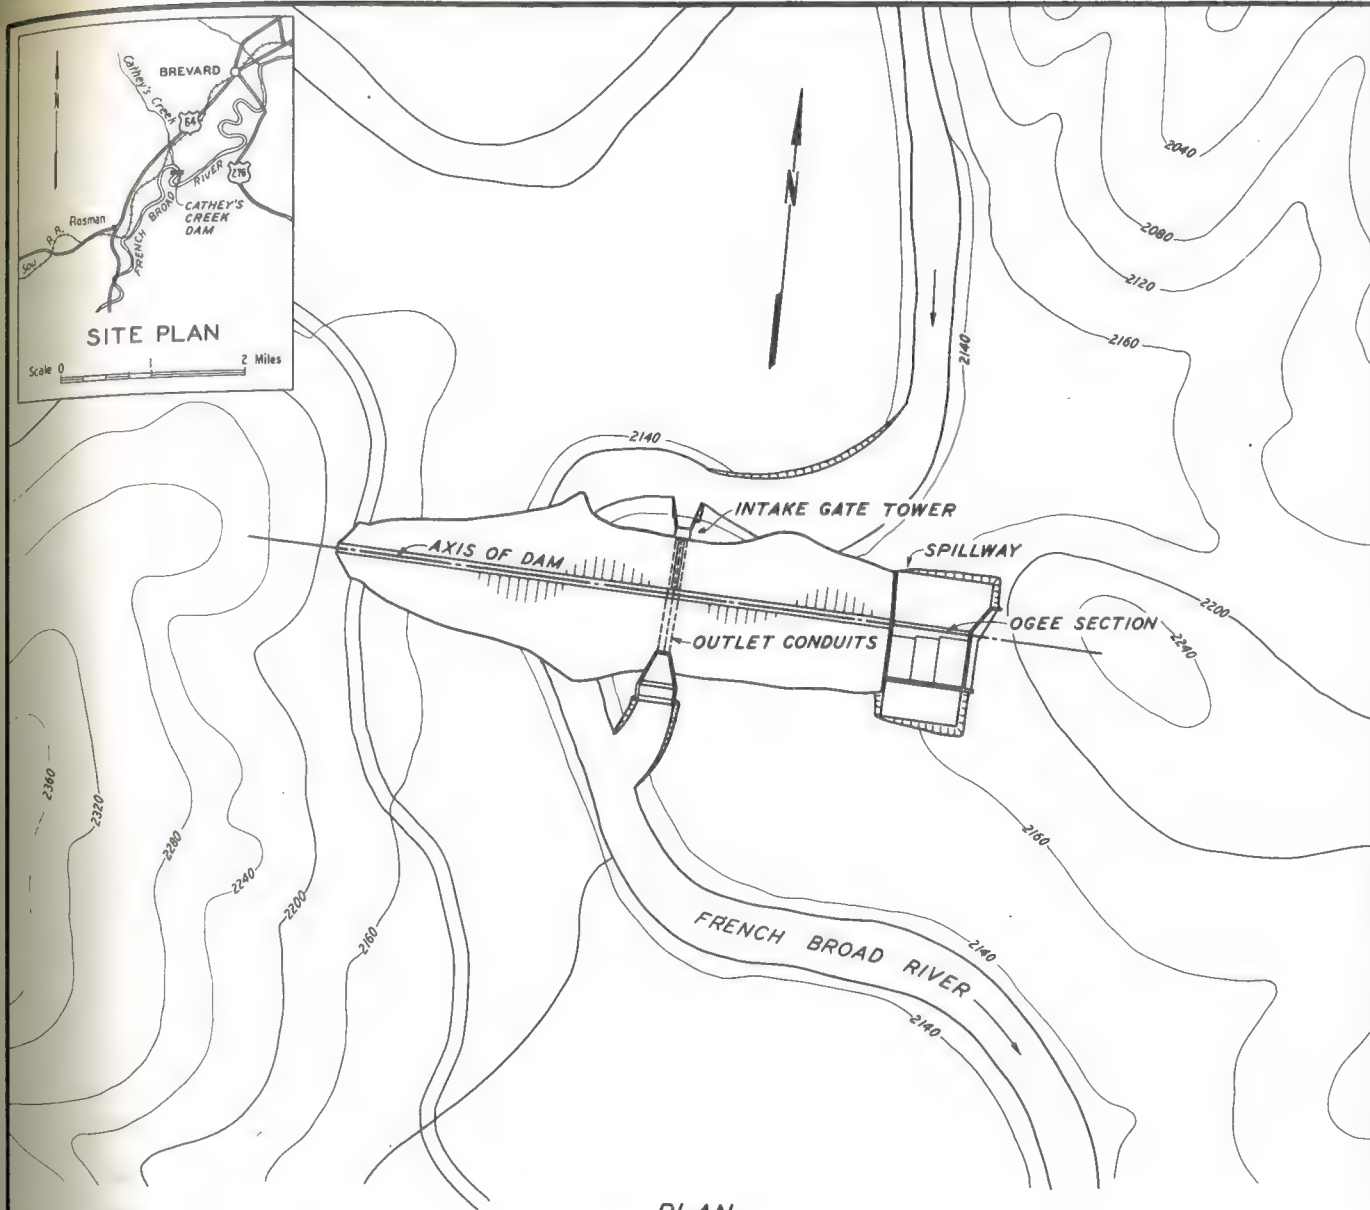 N
Cathey's Creek
BREVARD
64
276
RIVER
BROAD
FRENCH
CATHEY'S
CREEK
DAM
Rosman
SOU R.R.
SITE PLAN
Scale 0 1 2 Miles
N
2040
2080
2120
2160
2140
2140
INTAKE GATE TOWER
AXIS OF DAM
SPILLWAY
2200
OGEE SECTION
2240
OUTLET CONDUITS
2360
2320
2280
2240
2200
2160
2160
FRENCH BROAD RIVER
2140
2140
PLAN